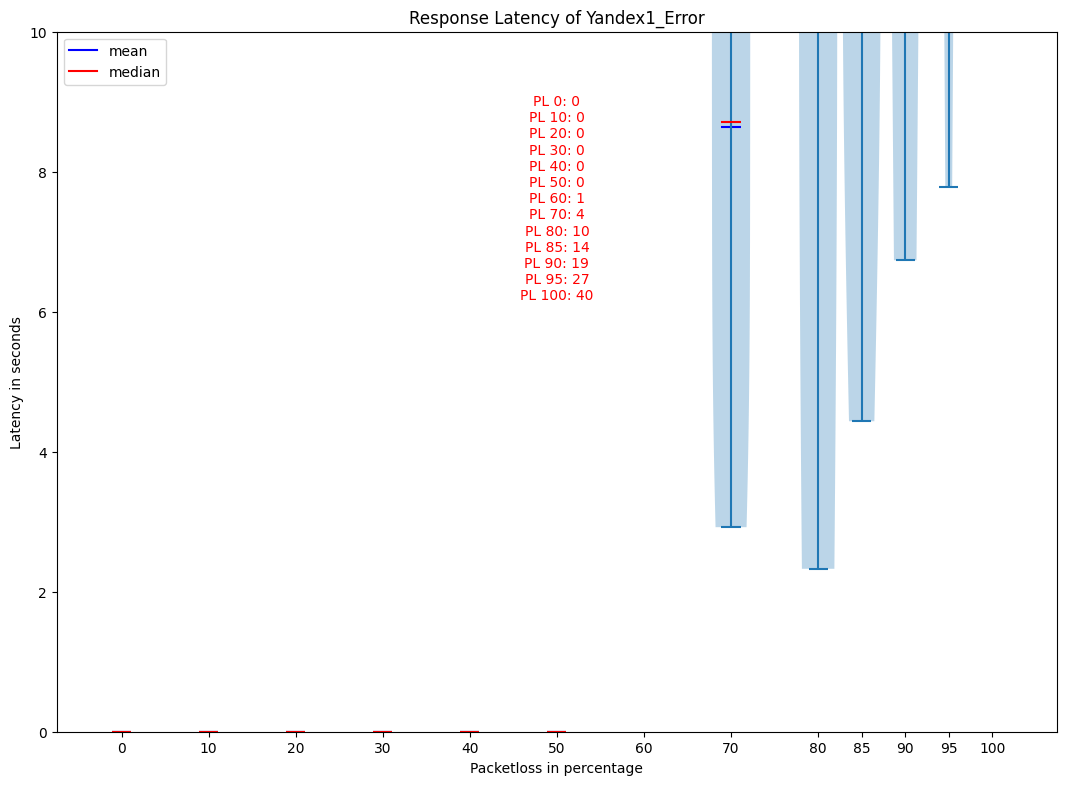 Response Latency of Yandex1_Error
mean
median
PL 0: 0
PL 10: 0
PL 20: 0
PL 30: 0
PL 40: 0
PL 50: 0
PL 60: 1
PL 70: 4
PL 80: 10
PL 85: 14
PL 90: 19
PL 95: 27
PL 100: 40
Latency in seconds
10
8
6
4
2
0
0 10 20 30 40 50 60 70 80 85 90 95 100
Packetloss in percentage